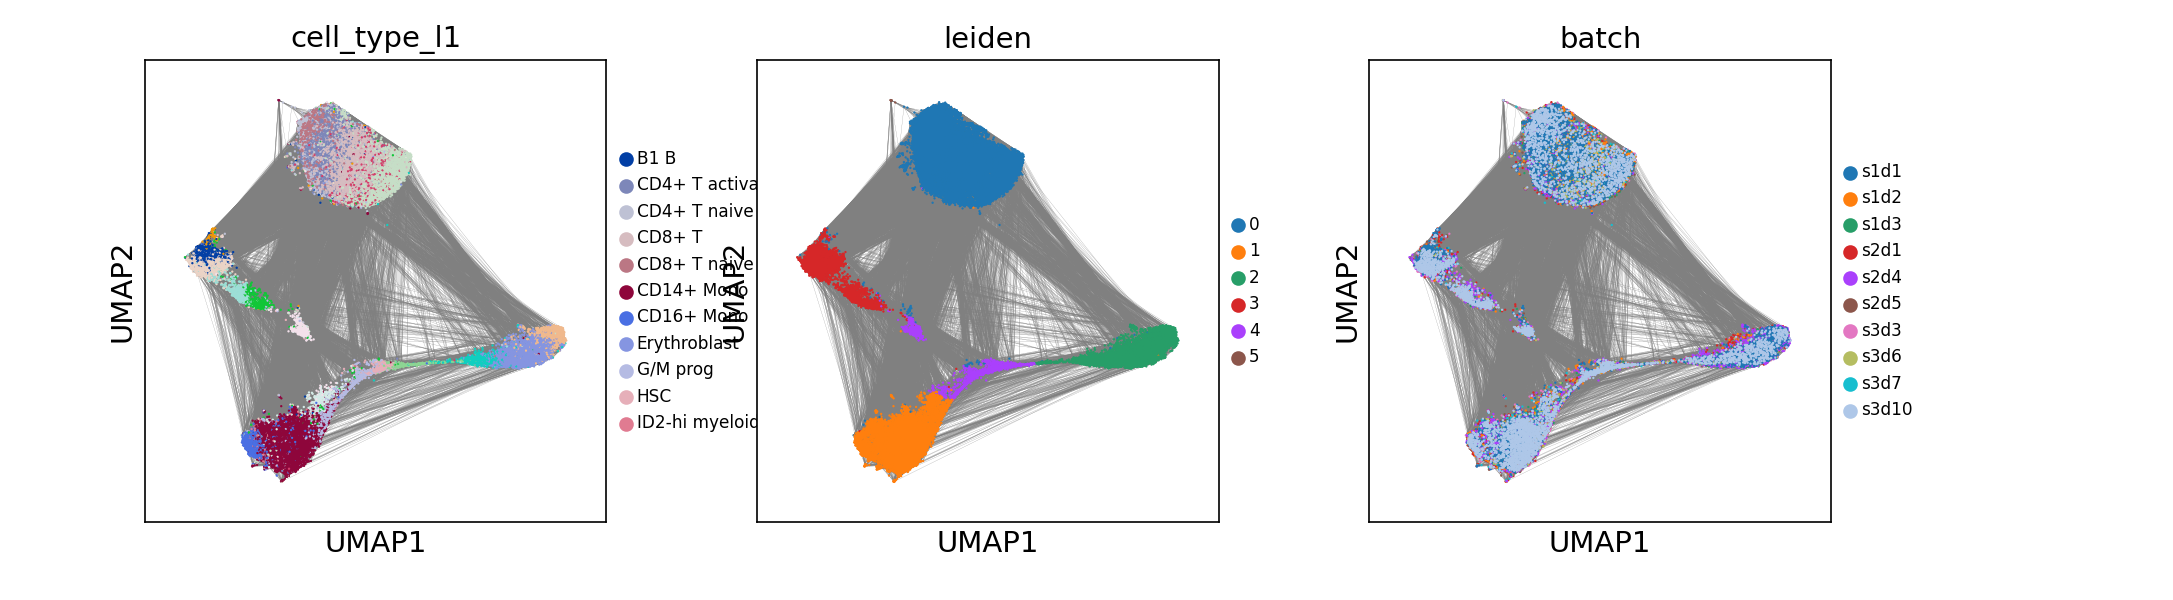 cell_type_l1
UMAP2
UMAP1
B1 B
CD4+ T activa
CD4+ T naive
CD8+ T
CD8+ T naive
CD14+ Mono
CD16+ Mono
Erythroblast
G/M prog
HSC
ID2-hi myeloid
leiden
UMAP2
UMAP1
0
1
2
3
4
5
batch
UMAP2
UMAP1
s1d1
s1d2
s1d3
s2d1
s2d4
s2d5
s3d3
s3d6
s3d7
s3d10